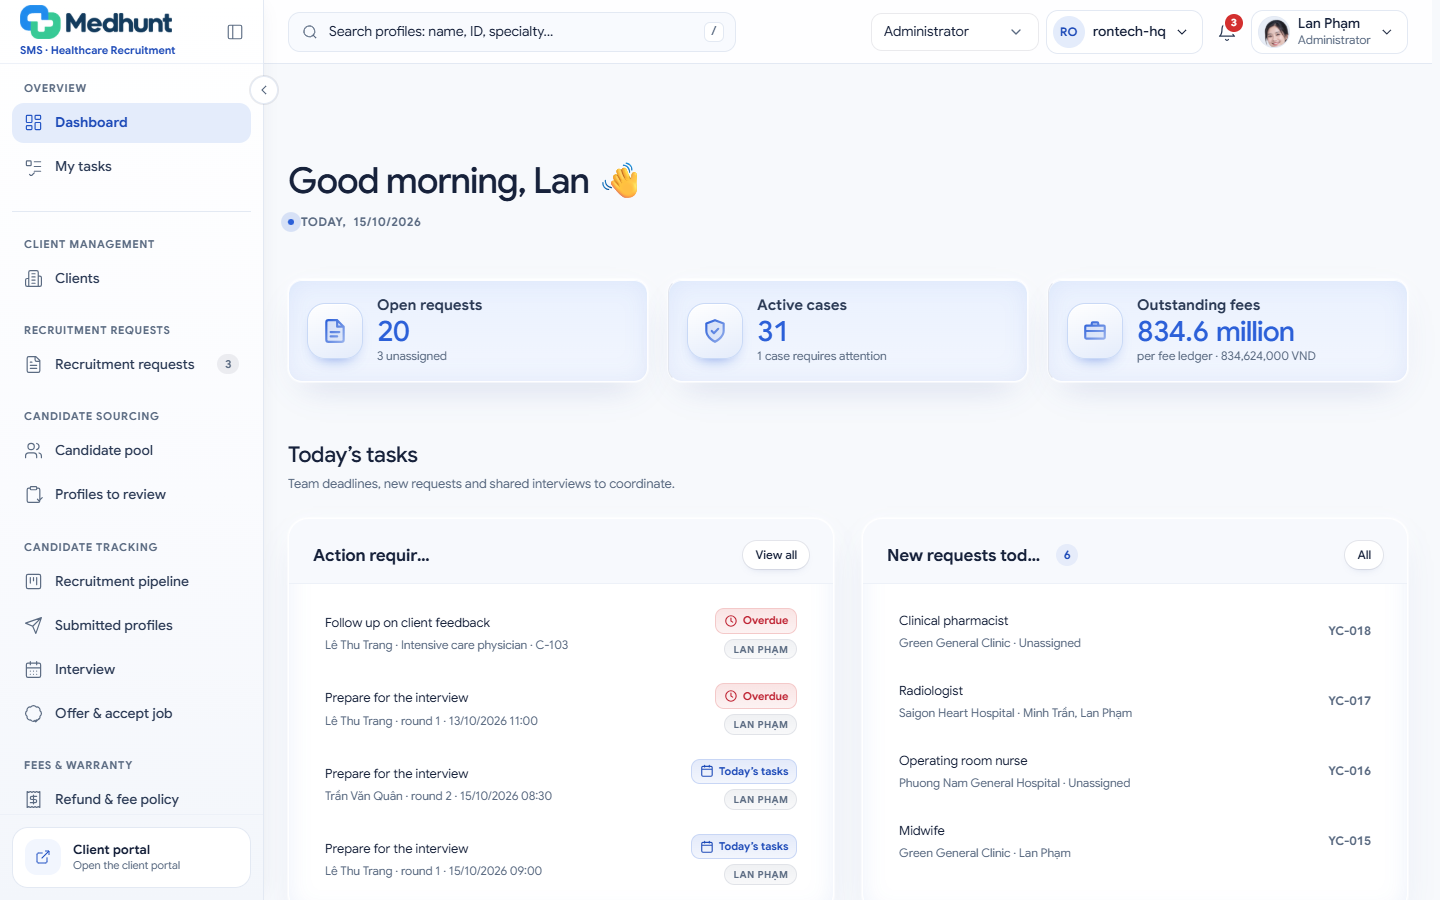 Medhunt
SMS · Healthcare Recruitment
Search profiles: name, ID, specialty...
/
Administrator
RO
rontech-hq
3
Lan Phạm
Administrator
OVERVIEW
Dashboard
My tasks
CLIENT MANAGEMENT
Clients
RECRUITMENT REQUESTS
Recruitment requests
3
CANDIDATE SOURCING
Candidate pool
Profiles to review
CANDIDATE TRACKING
Recruitment pipeline
Submitted profiles
Interview
Offer & accept job
FEES & WARRANTY
Refund & fee policy
Client portal
Open the client portal
Good morning, Lan 👋
TODAY, 15/10/2026
Open requests
20
3 unassigned
Active cases
31
1 case requires attention
Outstanding fees
834.6 million
per fee ledger · 834,624,000 VND
Today's tasks
Team deadlines, new requests and shared interviews to coordinate.
Action requir...
View all
Follow up on client feedback
Overdue
Lê Thu Trang · Intensive care physician · C-103
LAN PHẠM
Prepare for the interview
Overdue
Lê Thu Trang · round 1 · 13/10/2026 11:00
LAN PHẠM
Prepare for the interview
Today's tasks
Trần Văn Quân · round 2 · 15/10/2026 08:30
LAN PHẠM
Prepare for the interview
Today's tasks
Lê Thu Trang · round 1 · 15/10/2026 09:00
LAN PHẠM
New requests tod...
6
All
Clinical pharmacist
Green General Clinic · Unassigned
YC-018
Radiologist
Saigon Heart Hospital · Minh Trần, Lan Phạm
YC-017
Operating room nurse
Phuong Nam General Hospital · Unassigned
YC-016
Midwife
Green General Clinic · Lan Phạm
YC-015